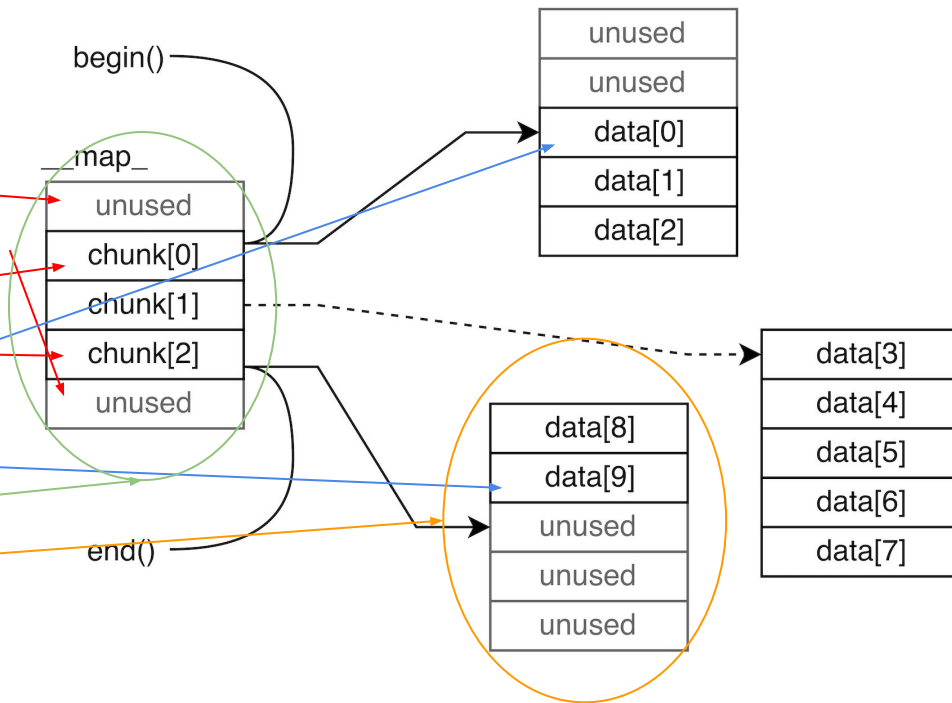 begin()
__map_
unused
chunk[0]
chunk[1]
chunk[2]
unused
end()
unused
unused
data[0]
data[1]
data[2]
data[8]
data[9]
unused
unused
unused
data[3]
data[4]
data[5]
data[6]
data[7]